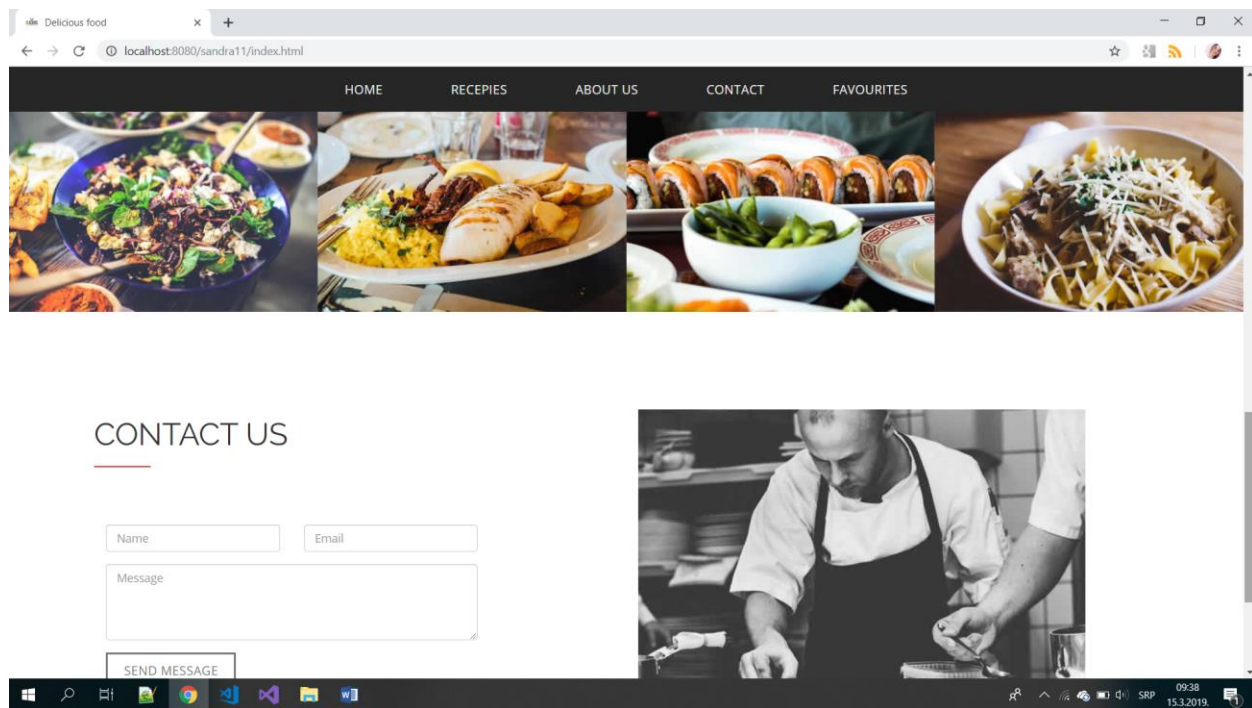 Delicious food
localhost:8080/sandra11/index.html
HOME RECEPIES ABOUT US CONTACT FAVOURITES
CONTACT US
Name Email
Message
SEND MESSAGE
SRP 09:38
15.3.2019.
1